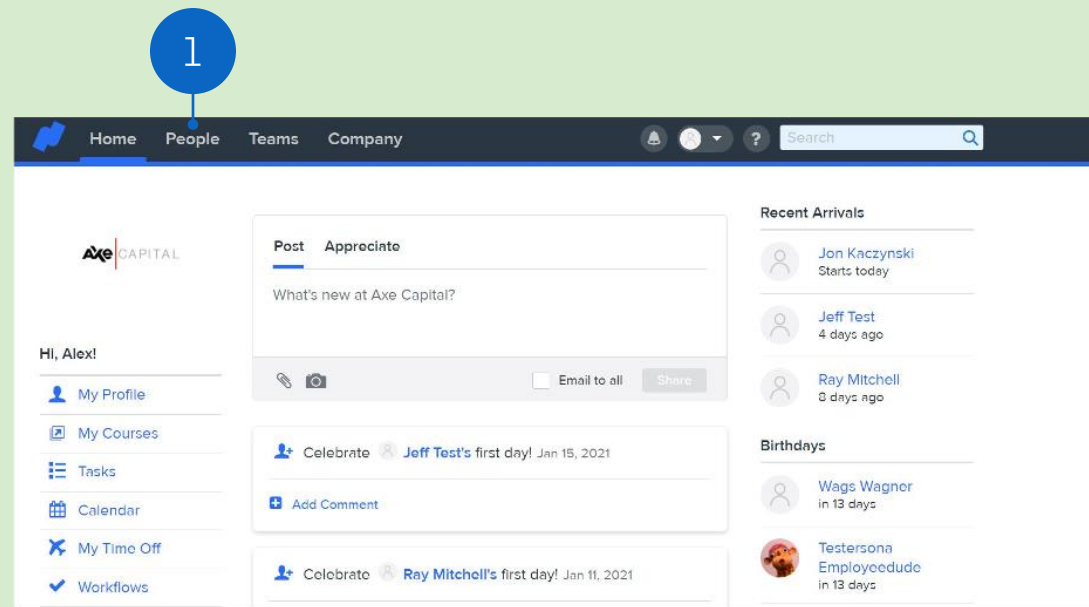 1
Home People Teams Company ? Search
AXe CAPITAL
Hi, Alex!
My Profile
My Courses
Tasks
Calendar
My Time Off
Workflows
Post Appreciate
What's new at Axe Capital?
Email to all Share
Celebrate Jeff Test's first day! Jan 15, 2021
Add Comment
Celebrate Ray Mitchell's first day! Jan 11, 2021
Recent Arrivals
Jon Kaczynski
Starts today
Jeff Test
4 days ago
Ray Mitchell
8 days ago
Birthdays
Wags Wagner
in 13 days
Testersona
Employeedude
in 13 days